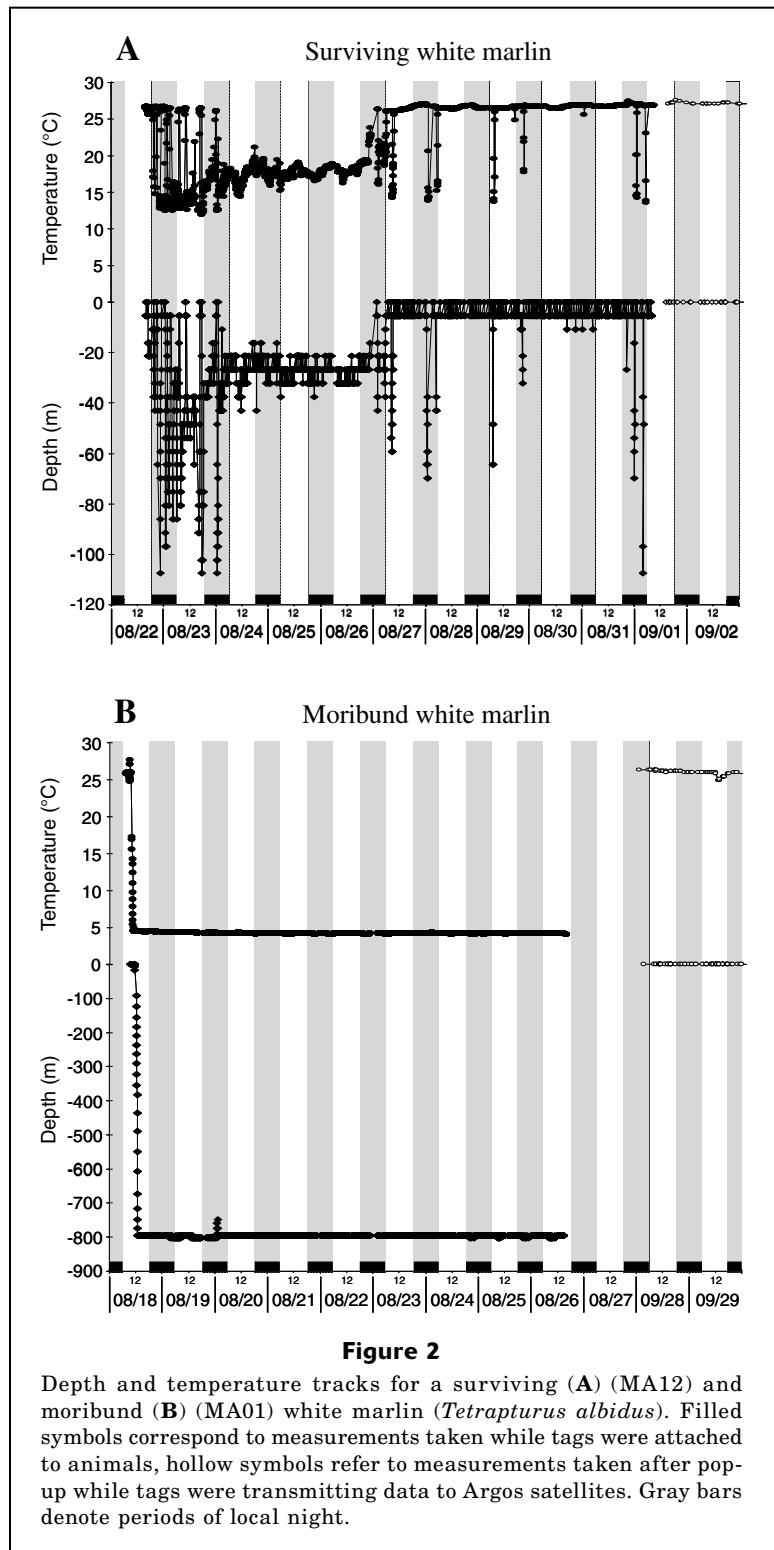 A Surviving white marlin
30
25
20
15
10
5
0
-20
-40
-60
-80
-100
-120
Temperature (°C)
Depth (m)
12 12 12 12 12 12 12 12 12 12 12 12
08/22 08/23 08/24 08/25 08/26 08/27 08/28 08/29 08/30 08/31 09/01 09/02
B Moribund white marlin
30
25
20
15
10
5
0
-100
-200
-300
-400
-500
-600
-700
-800
-900
Temperature (°C)
Depth (m)
12 12 12 12 12 12 12 12 12 12 12 12
08/18 08/19 08/20 08/21 08/22 08/23 08/24 08/25 08/26 08/27 09/28 09/29
Figure 2
Depth and temperature tracks for a surviving (A) (MA12) and
moribund (B) (MA01) white marlin (Tetrapturus albidus). Filled
symbols correspond to measurements taken while tags were attached
to animals, hollow symbols refer to measurements taken after pop-
up while tags were transmitting data to Argos satellites. Gray bars
denote periods of local night.